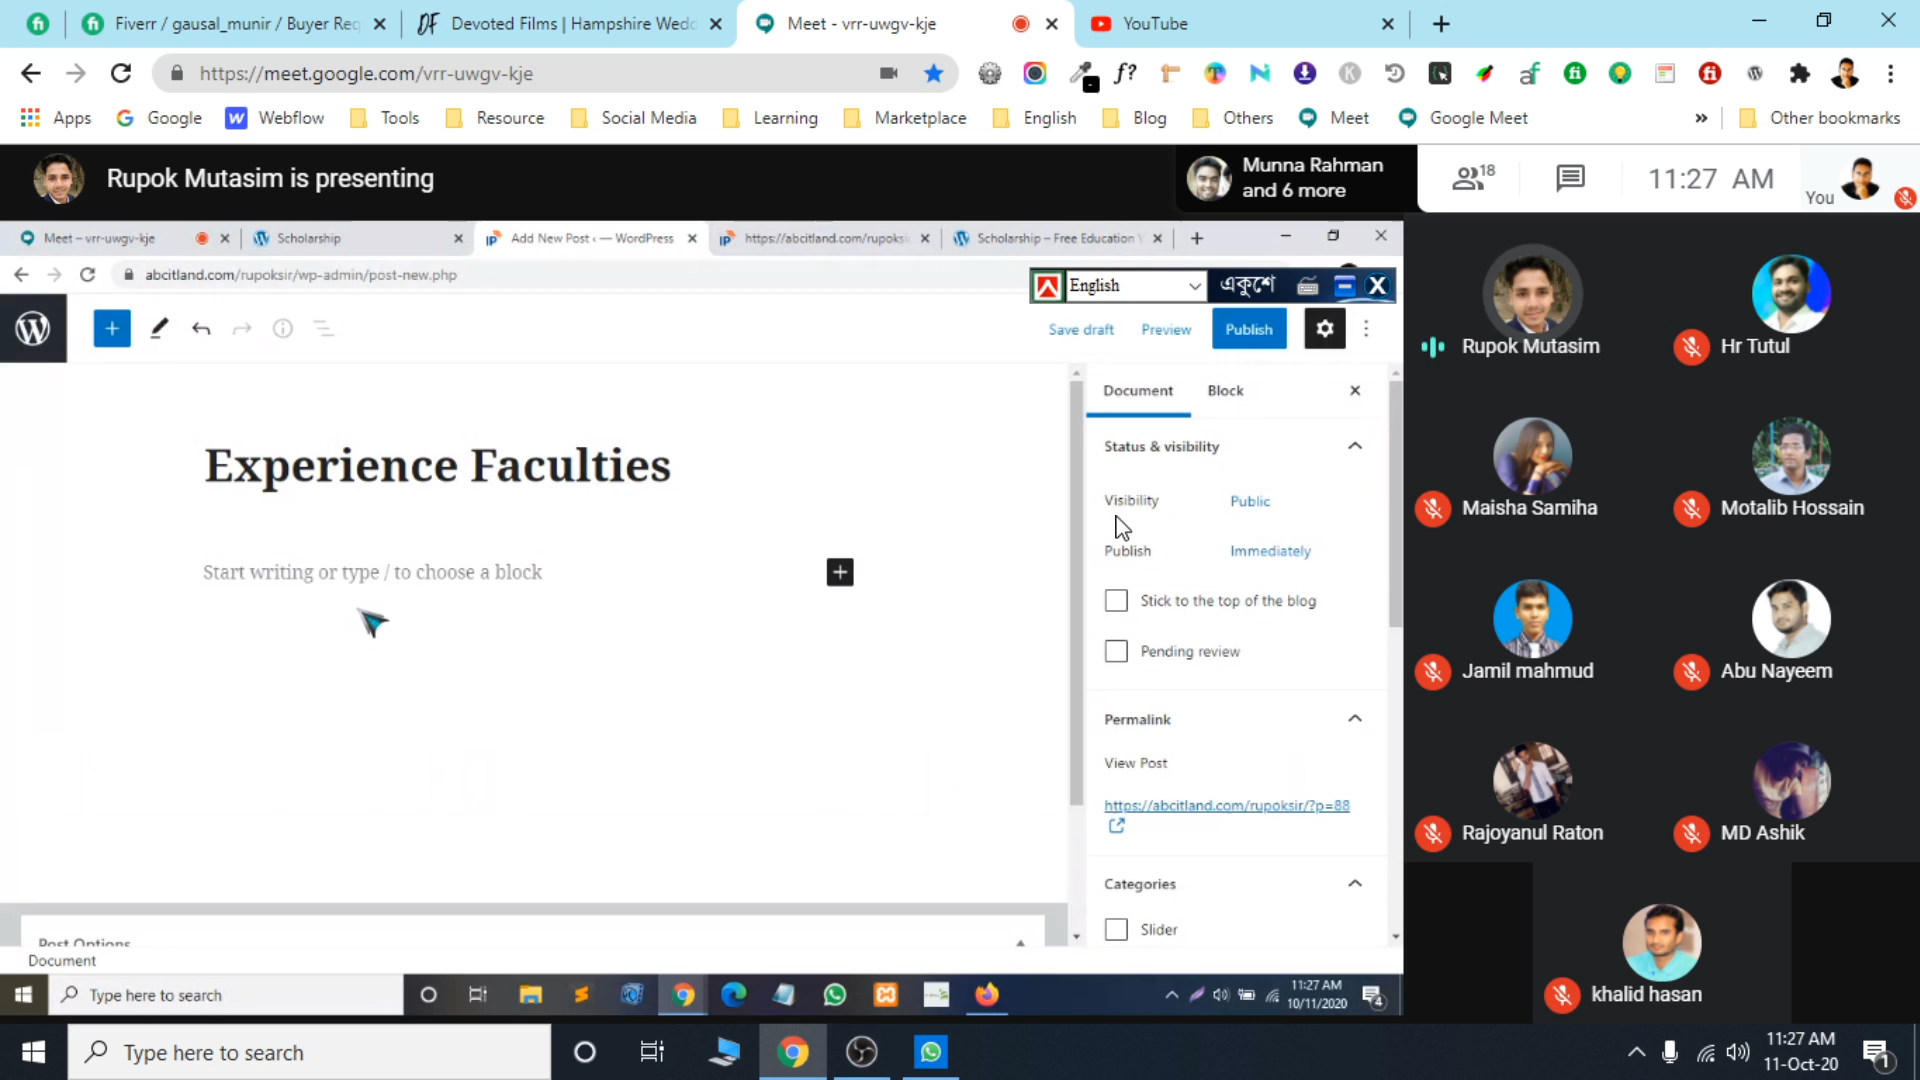 Fiverr / gausal_munir / Buyer Req
Devoted Films | Hampshire Wedd
Meet - vrr-uwgv-kje
YouTube
https://meet.google.com/vrr-uwgv-kje
Apps
Google
Webflow
Tools
Resource
Social Media
Learning
Marketplace
English
Blog
Others
Meet
Google Meet
Other bookmarks
Rupok Mutasim is presenting
Munna Rahman
and 6 more
18
11:27 AM
You
Meet – vrr-uwgv-kje
Scholarship
Add New Post ‹ — WordPress
https://abcitland.com/rupoksi
Scholarship – Free Education
abcitland.com/rupoksir/wp-admin/post-new.php
English
একুশে
Save draft
Preview
Publish
Document
Block
Experience Faculties
Start writing or type / to choose a block
Status & visibility
Visibility
Public
Publish
Immediately
Stick to the top of the blog
Pending review
Permalink
View Post
https://abcitland.com/rupoksir/?p=88
Categories
Slider
Post Options
Document
Type here to search
11:27 AM
10/11/2020
4
Rupok Mutasim
Hr Tutul
Maisha Samiha
Motalib Hossain
Jamil mahmud
Abu Nayeem
Rajoyanul Raton
MD Ashik
khalid hasan
Type here to search
11:27 AM
11-Oct-20
1